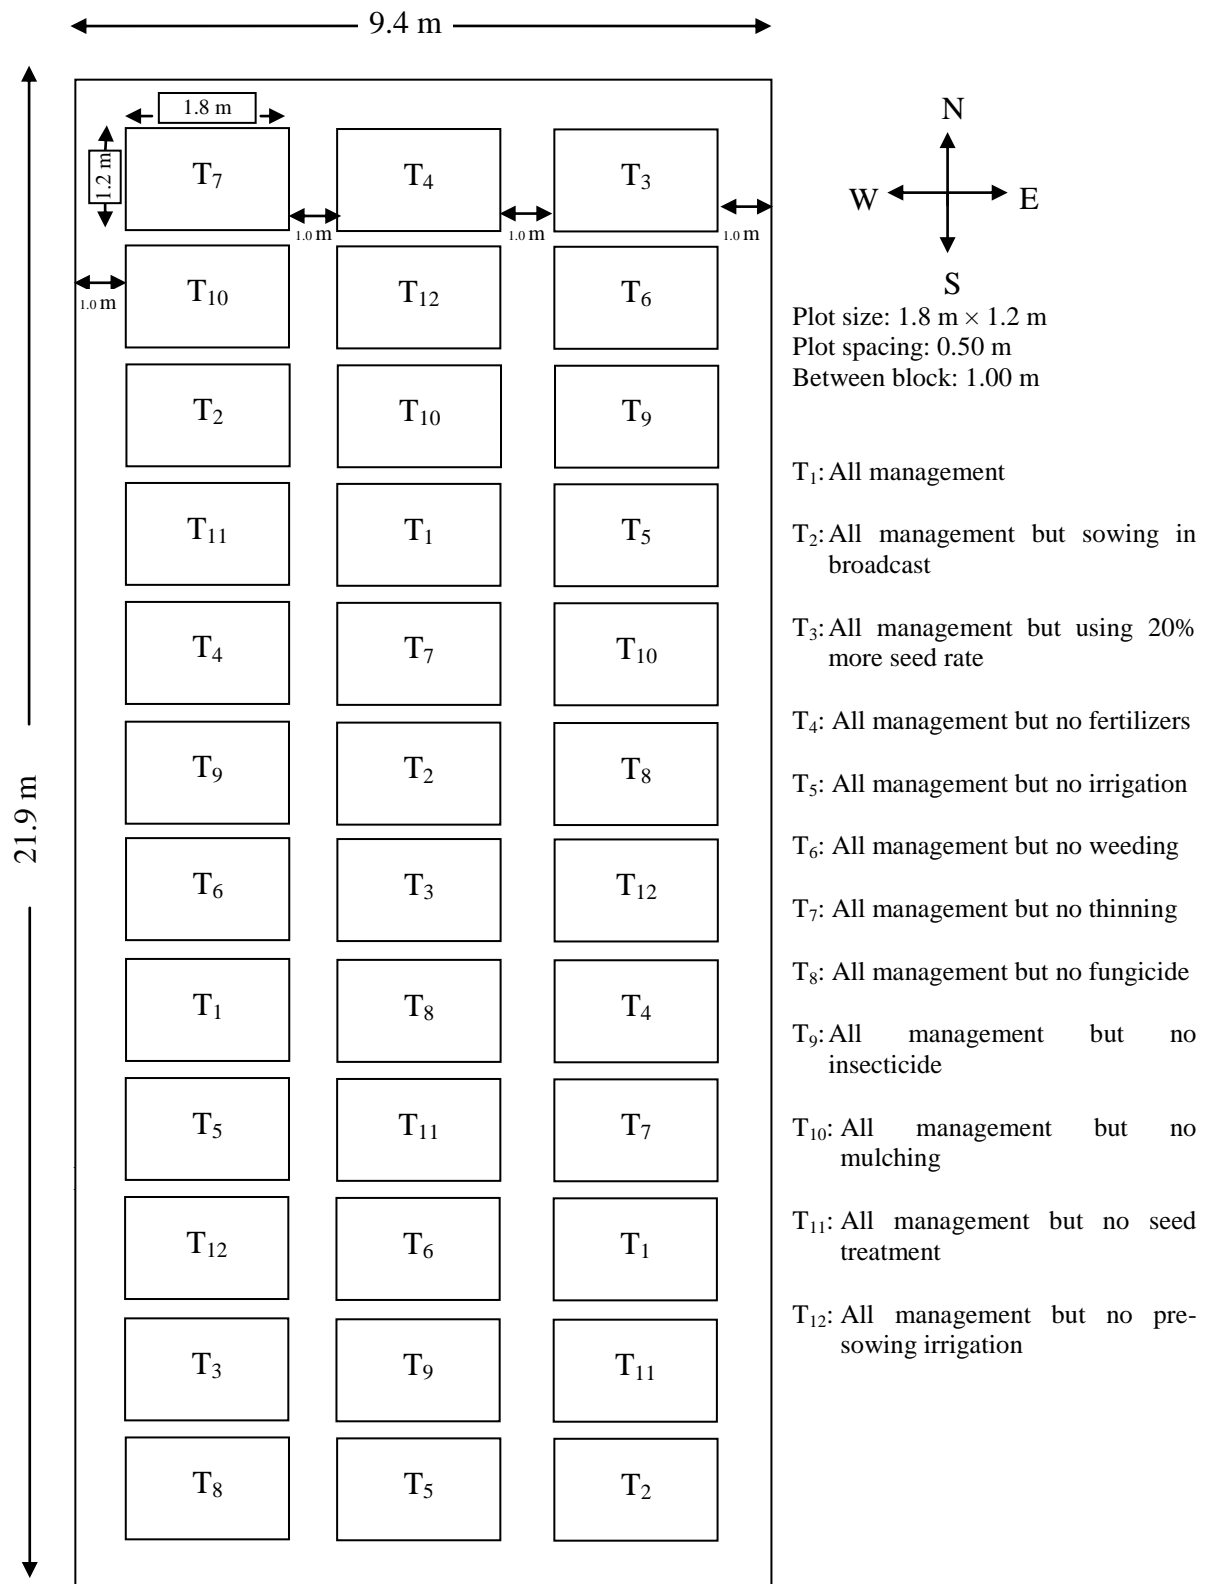 9.4 m
21.9 m
1.8 m
1.2 m
T₇ T₄ T₃
1.0 m 1.0 m 1.0 m
T₁₀ T₁₂ T₆
1.0 m
T₂ T₁₀ T₉
T₁₁ T₁ T₅
T₄ T₇ T₁₀
T₉ T₂ T₈
T₆ T₃ T₁₂
T₁ T₈ T₄
T₅ T₁₁ T₇
T₁₂ T₆ T₁
T₃ T₉ T₁₁
T₈ T₅ T₂
N
W E
S
Plot size: 1.8 m × 1.2 m
Plot spacing: 0.50 m
Between block: 1.00 m
T₁: All management
T₂: All management but sowing in
broadcast
T₃: All management but using 20%
more seed rate
T₄: All management but no fertilizers
T₅: All management but no irrigation
T₆: All management but no weeding
T₇: All management but no thinning
T₈: All management but no fungicide
T₉: All management but no
insecticide
T₁₀: All management but no
mulching
T₁₁: All management but no seed
treatment
T₁₂: All management but no pre-
sowing irrigation